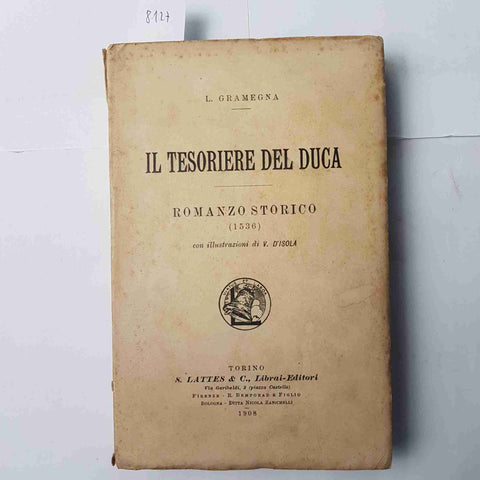 8127
L. GRAMEGNA
IL TESORIERE DEL DUCA
ROMANZO STORICO
(1536)
con illustrazioni di V. D'ISOLA
TORINO
S. LATTES & C., Librai-Editori
Via Garibaldi, 3 (piazza Castello)
FIRENZE - R. BEMPORAD E FIGLIO
BOLOGNA - DITTA NICOLA ZANICHELLI
1908